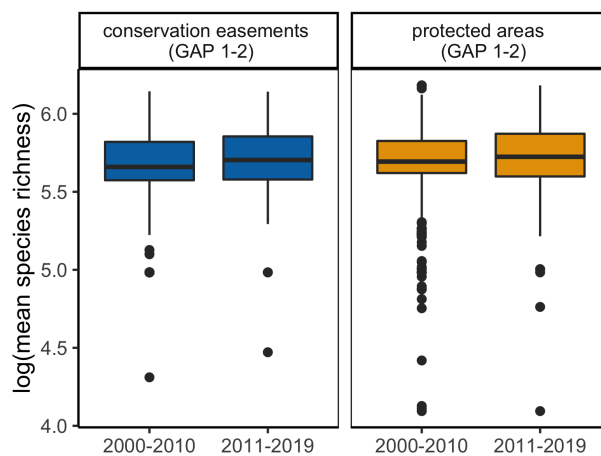 conservation easements
(GAP 1-2)
protected areas
(GAP 1-2)
log(mean species richness)
6.0
5.5
5.0
4.5
4.0
2000-2010
2011-2019
2000-2010
2011-2019